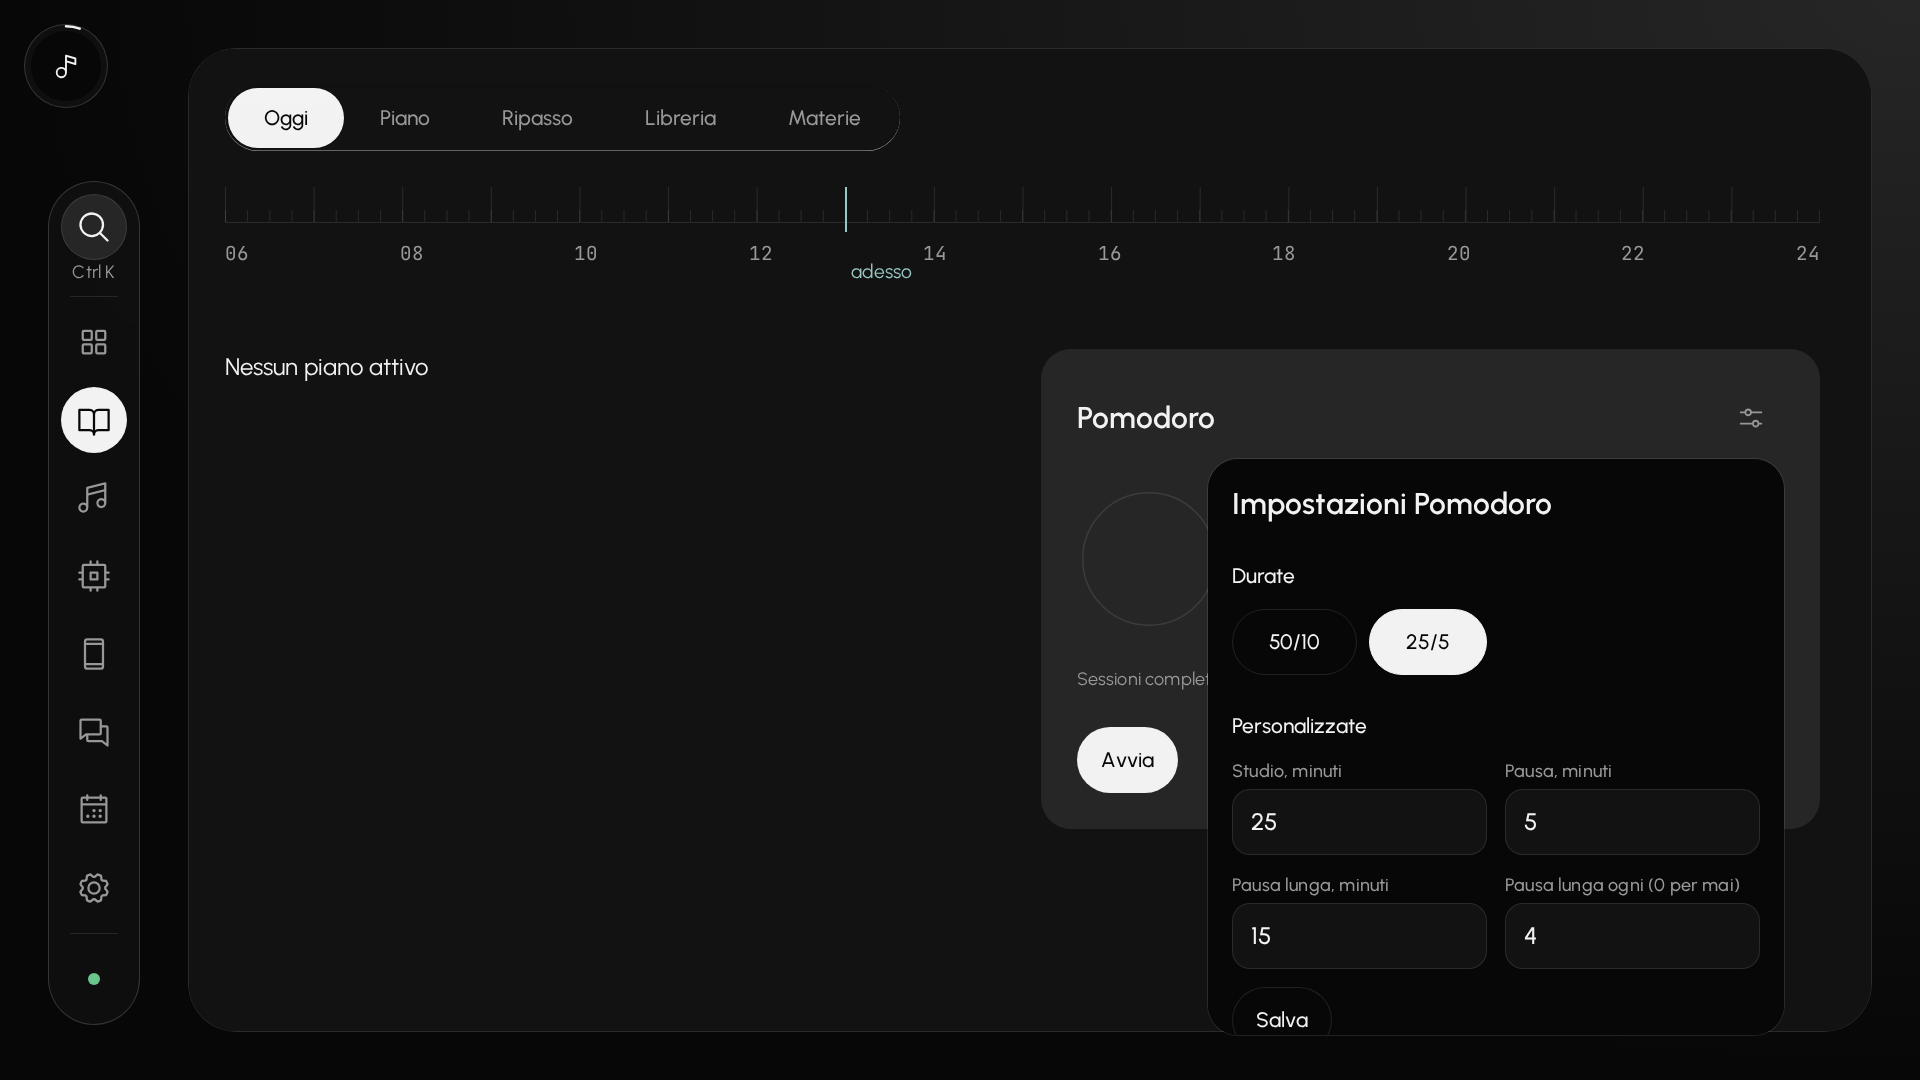 Oggi Piano Ripasso Libreria Materie
Ctrl K
06 08 10 12 14 16 18 20 22 24
adesso
Nessun piano attivo
Pomodoro
Sessioni complet
Avvia
Impostazioni Pomodoro
Durate
50/10 25/5
Personalizzate
Studio, minuti Pausa, minuti
25 5
Pausa lunga, minuti Pausa lunga ogni (0 per mai)
15 4
Salva